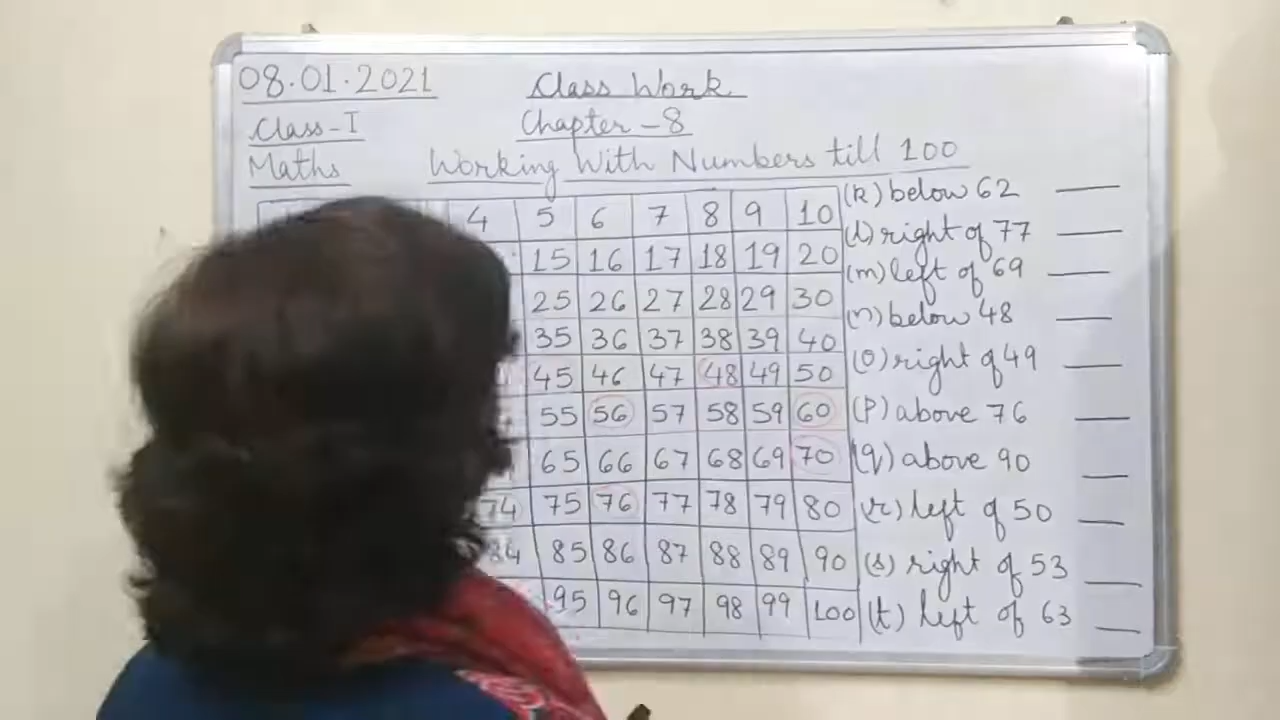 08.01.2021 Class Work
Class-I Chapter-8
Maths Working With Numbers till 100
4 5 6 7 8 9 10
15 16 17 18 19 20
25 26 27 28 29 30
35 36 37 38 39 40
45 46 47 48 49 50
55 56 57 58 59 60
65 66 67 68 69 70
74 75 76 77 78 79 80
84 85 86 87 88 89 90
95 96 97 98 99 100
(k) below 62
(l) right of 77
(m) left of 69
(n) below 48
(o) right of 49
(p) above 76
(q) above 90
(r) left of 50
(s) right of 53
(t) left of 63